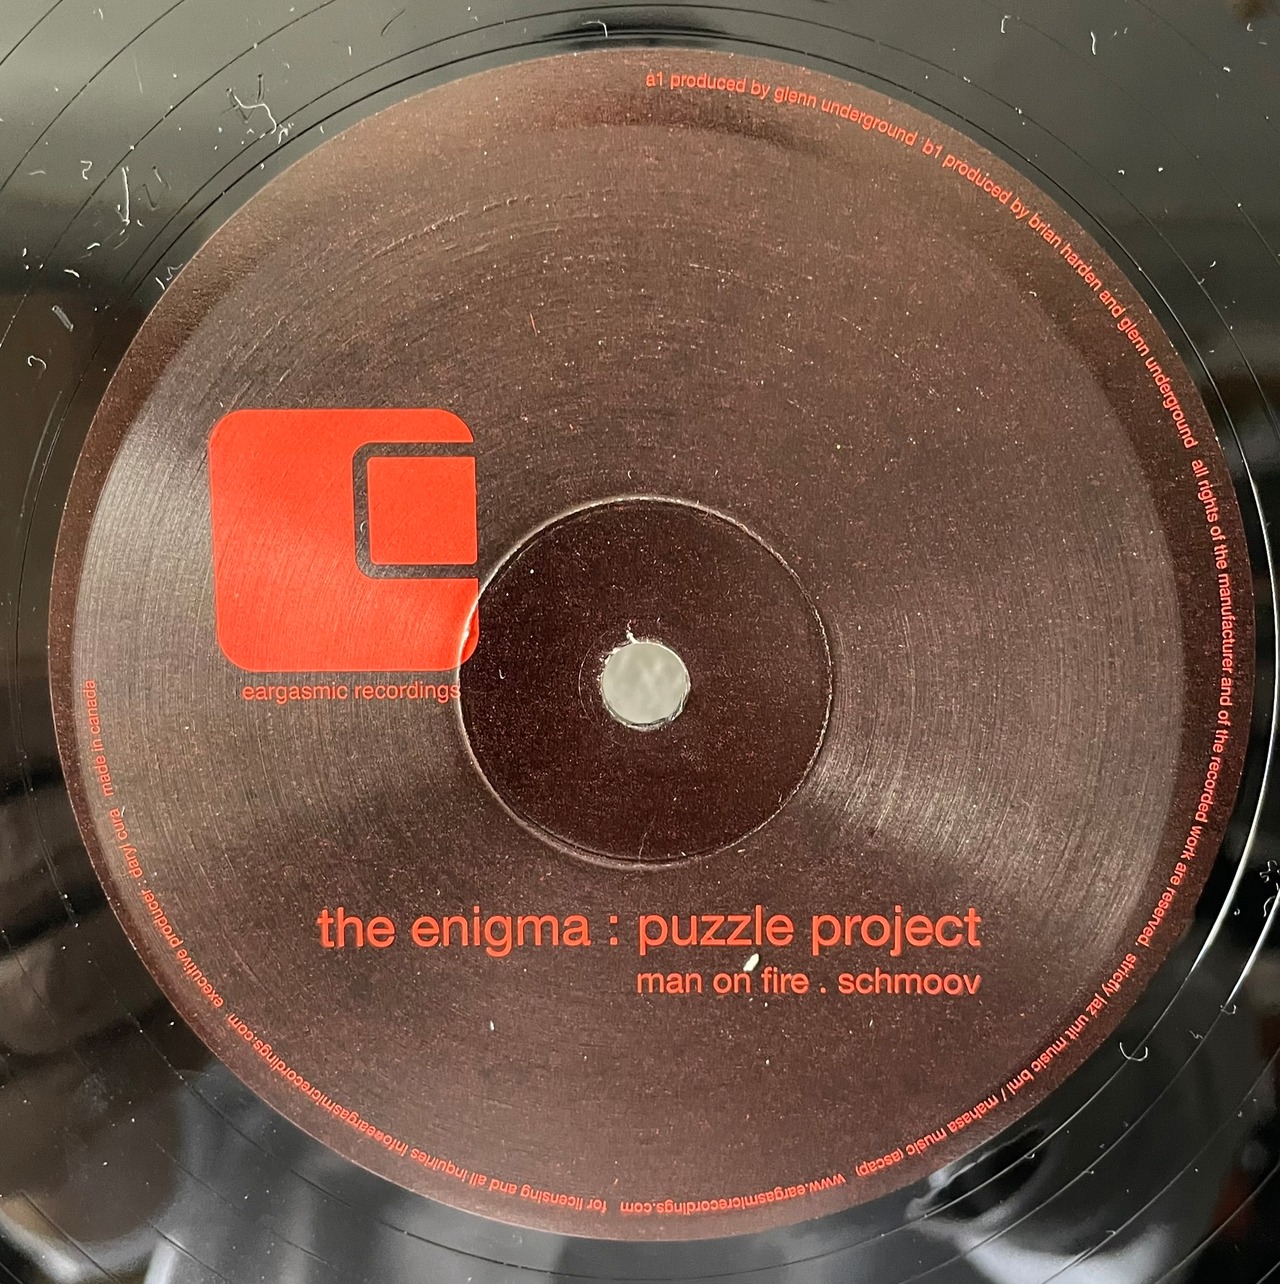 a1 produced by glenn underground b1 produced by brian harden and glenn underground all rights of the manufacturer and of the recorded work are reserved. strictly jaz unit music bmi / mahasa music (ascap) www.eargasmicrecordings.com for licensing and all inquiries info@eargasmicrecordings.com executive producer : daryl cura made in canada
eargasmic recordings
the enigma : puzzle project
man on fire . schmoov